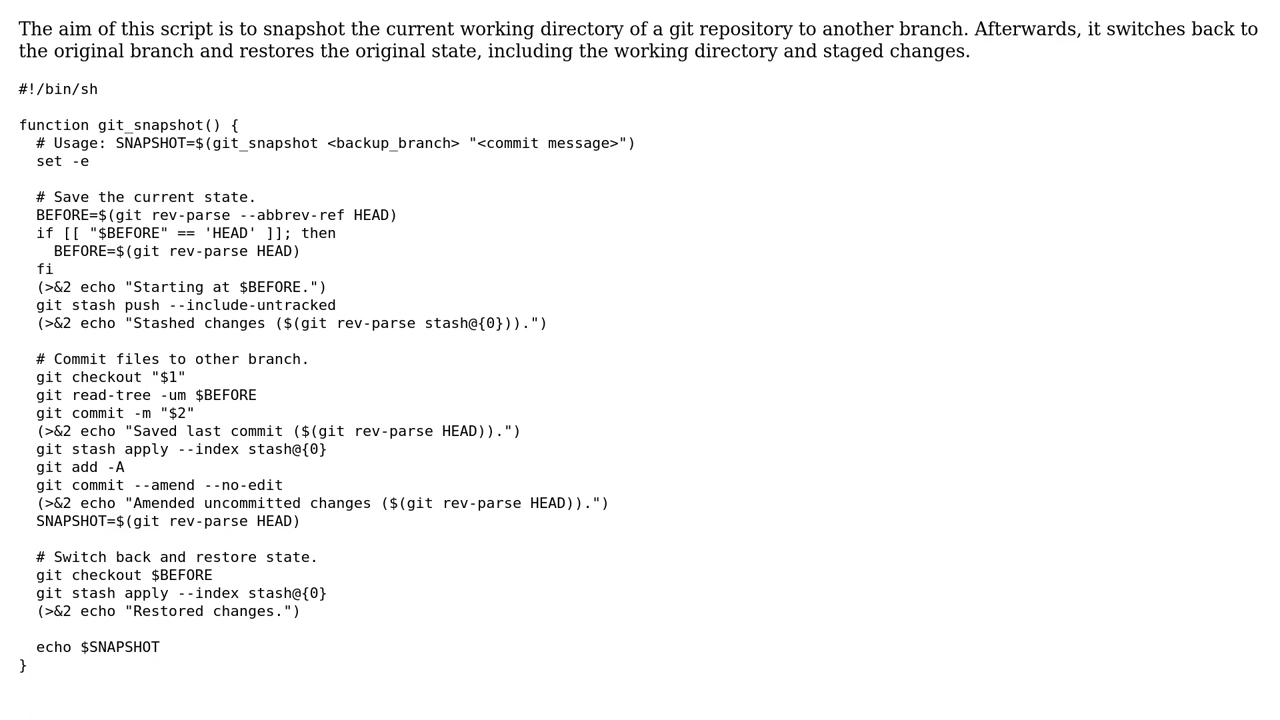 The aim of this script is to snapshot the current working directory of a git repository to another branch. Afterwards, it switches back to
the original branch and restores the original state, including the working directory and staged changes.
#!/bin/sh
function git_snapshot() {
  # Usage: SNAPSHOT=$(git_snapshot <backup_branch> "<commit message>")
  set -e
  # Save the current state.
  BEFORE=$(git rev-parse --abbrev-ref HEAD)
  if [[ "$BEFORE" == 'HEAD' ]]; then
    BEFORE=$(git rev-parse HEAD)
  fi
  (>&2 echo "Starting at $BEFORE.")
  git stash push --include-untracked
  (>&2 echo "Stashed changes ($(git rev-parse stash@{0})).")
  # Commit files to other branch.
  git checkout "$1"
  git read-tree -um $BEFORE
  git commit -m "$2"
  (>&2 echo "Saved last commit ($(git rev-parse HEAD)).")
  git stash apply --index stash@{0}
  git add -A
  git commit --amend --no-edit
  (>&2 echo "Amended uncommitted changes ($(git rev-parse HEAD)).")
  SNAPSHOT=$(git rev-parse HEAD)
  # Switch back and restore state.
  git checkout $BEFORE
  git stash apply --index stash@{0}
  (>&2 echo "Restored changes.")
  echo $SNAPSHOT
}